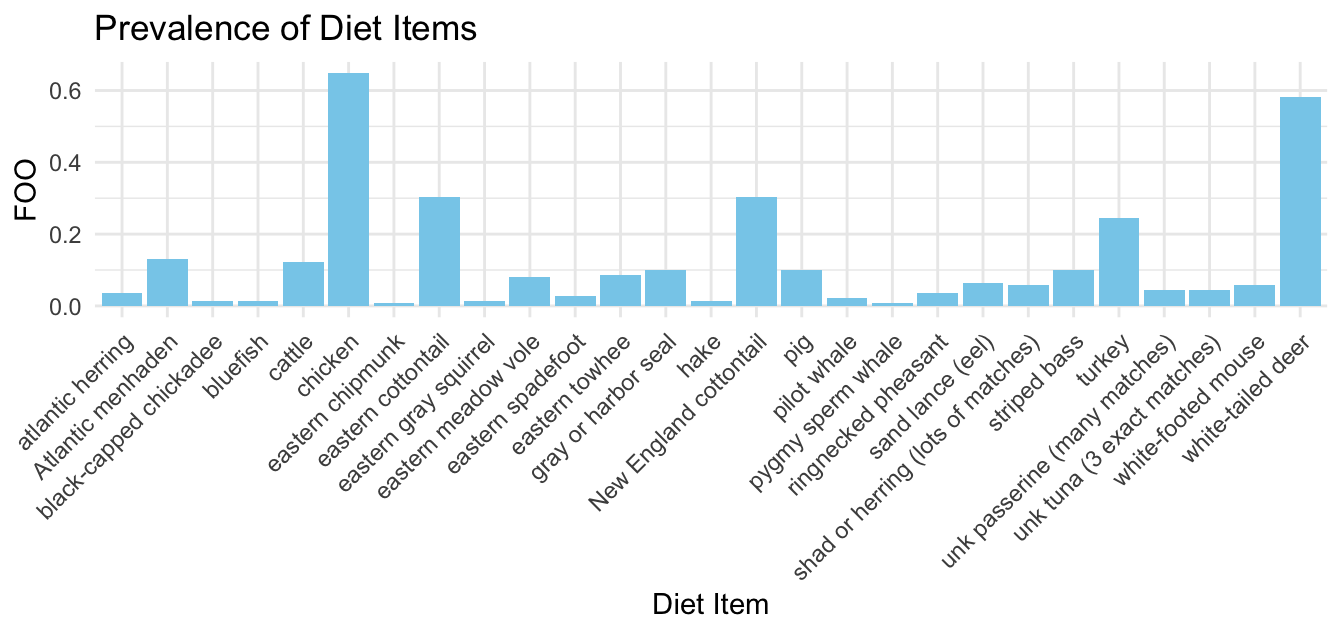 Prevalence of Diet Items
FOO
0.6
0.4
0.2
0.0
atlantic herring
Atlantic menhaden
black-capped chickadee
bluefish
cattle
chicken
eastern chipmunk
eastern cottontail
eastern gray squirrel
eastern meadow vole
eastern spadefoot
eastern towhee
gray or harbor seal
hake
New England cottontail
pig
pilot whale
pygmy sperm whale
ringnecked pheasant
sand lance (eel)
shad or herring (lots of matches)
striped bass
turkey
unk passerine (many matches)
unk tuna (3 exact matches)
white-footed mouse
white-tailed deer
Diet Item